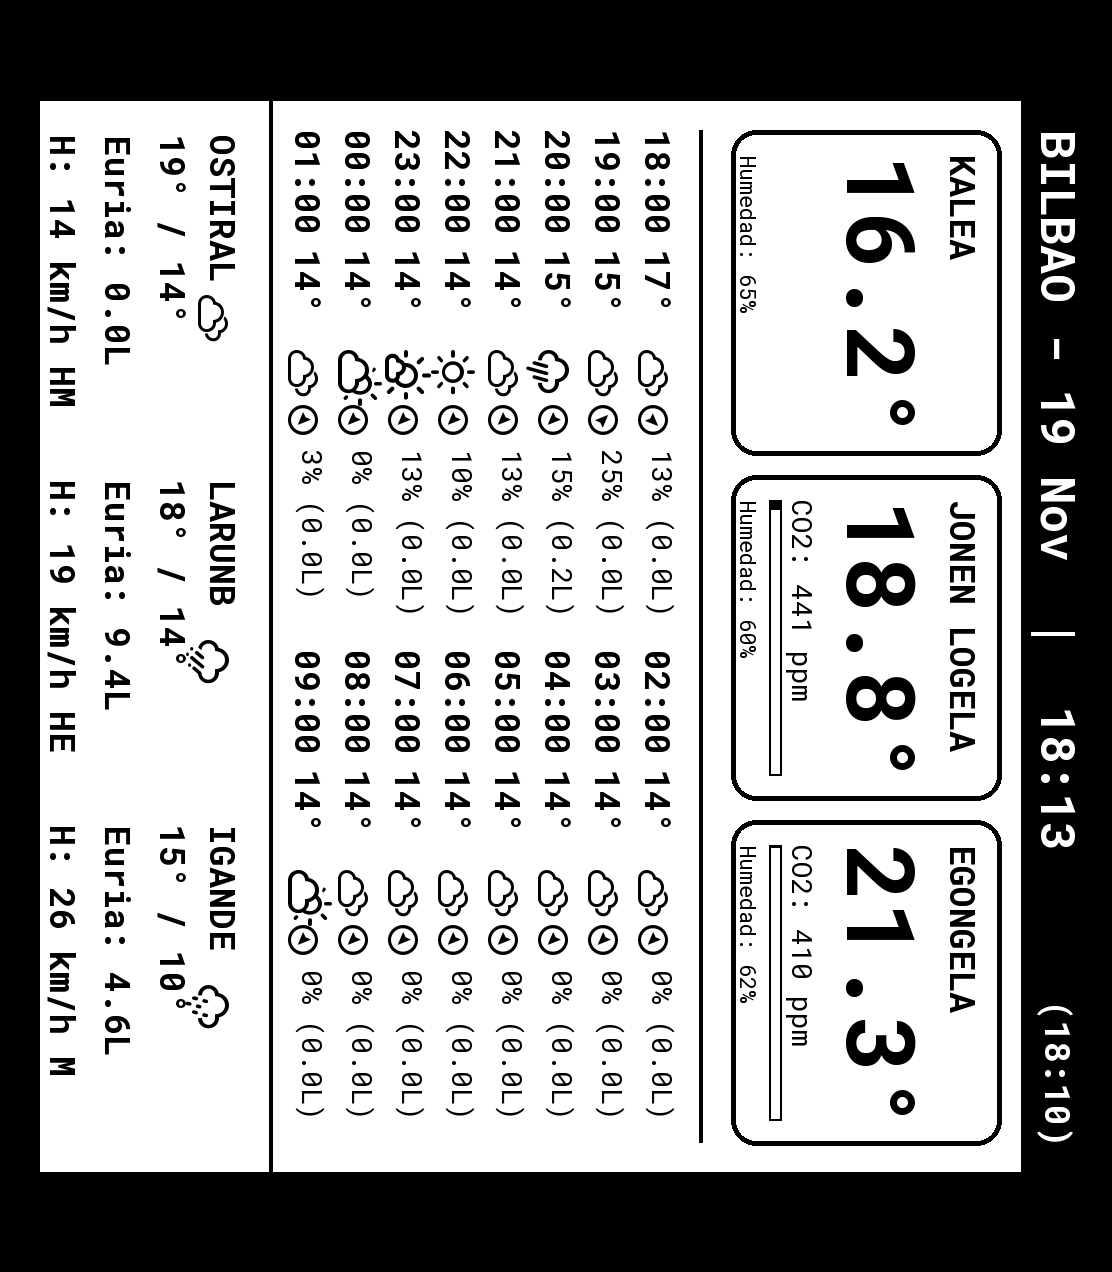 BILBAO - 19 Nov | 18:13 (18:10)
KALEA
16.2°
Humedad: 65%
JONEN LOGELA
18.8°
CO2: 441 ppm
Humedad: 60%
EGONGELA
21.3°
CO2: 410 ppm
Humedad: 62%
18:00 17° 13% (0.0L)
19:00 15° 25% (0.0L)
20:00 15° 15% (0.2L)
21:00 14° 13% (0.0L)
22:00 14° 10% (0.0L)
23:00 14° 13% (0.0L)
00:00 14° 0% (0.0L)
01:00 14° 3% (0.0L)
02:00 14° 0% (0.0L)
03:00 14° 0% (0.0L)
04:00 14° 0% (0.0L)
05:00 14° 0% (0.0L)
06:00 14° 0% (0.0L)
07:00 14° 0% (0.0L)
08:00 14° 0% (0.0L)
09:00 14° 0% (0.0L)
OSTIRAL
19° / 14°
Euria: 0.0L
H: 14 km/h HM
LARUNB
18° / 14°
Euria: 9.4L
H: 19 km/h HE
IGANDE
15° / 10°
Euria: 4.6L
H: 26 km/h M